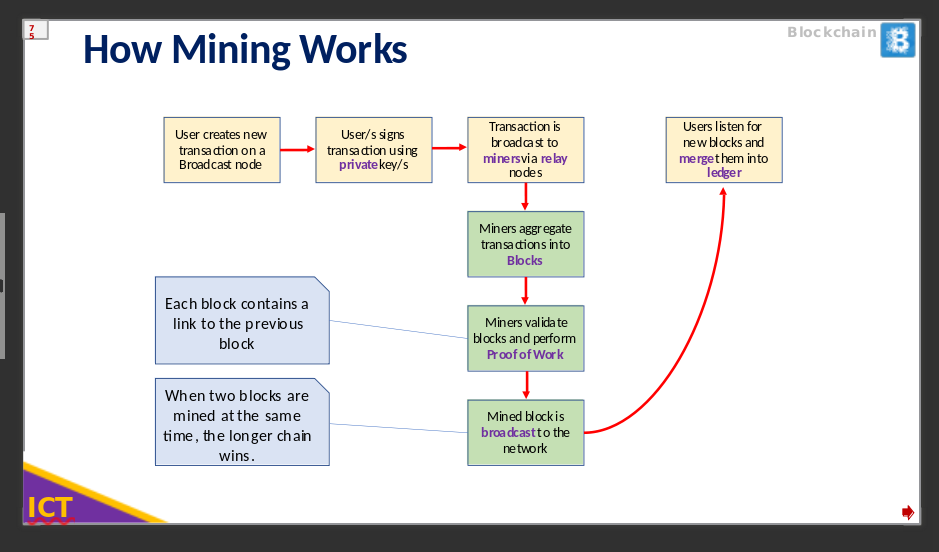 7
5
How Mining Works
Blockchain
User creates new
transaction on a
Broadcast node
User/s signs
transaction using
private key/s
Transaction is
broadcast to
miners via relay
nodes
Users listen for
new blocks and
merge them into
ledger
Miners aggregate
transactions into
Blocks
Each block contains a
link to the previous
block
Miners validate
blocks and perform
Proof of Work
When two blocks are
mined at the same
time, the longer chain
wins.
Mined block is
broadcast to the
network
ICT